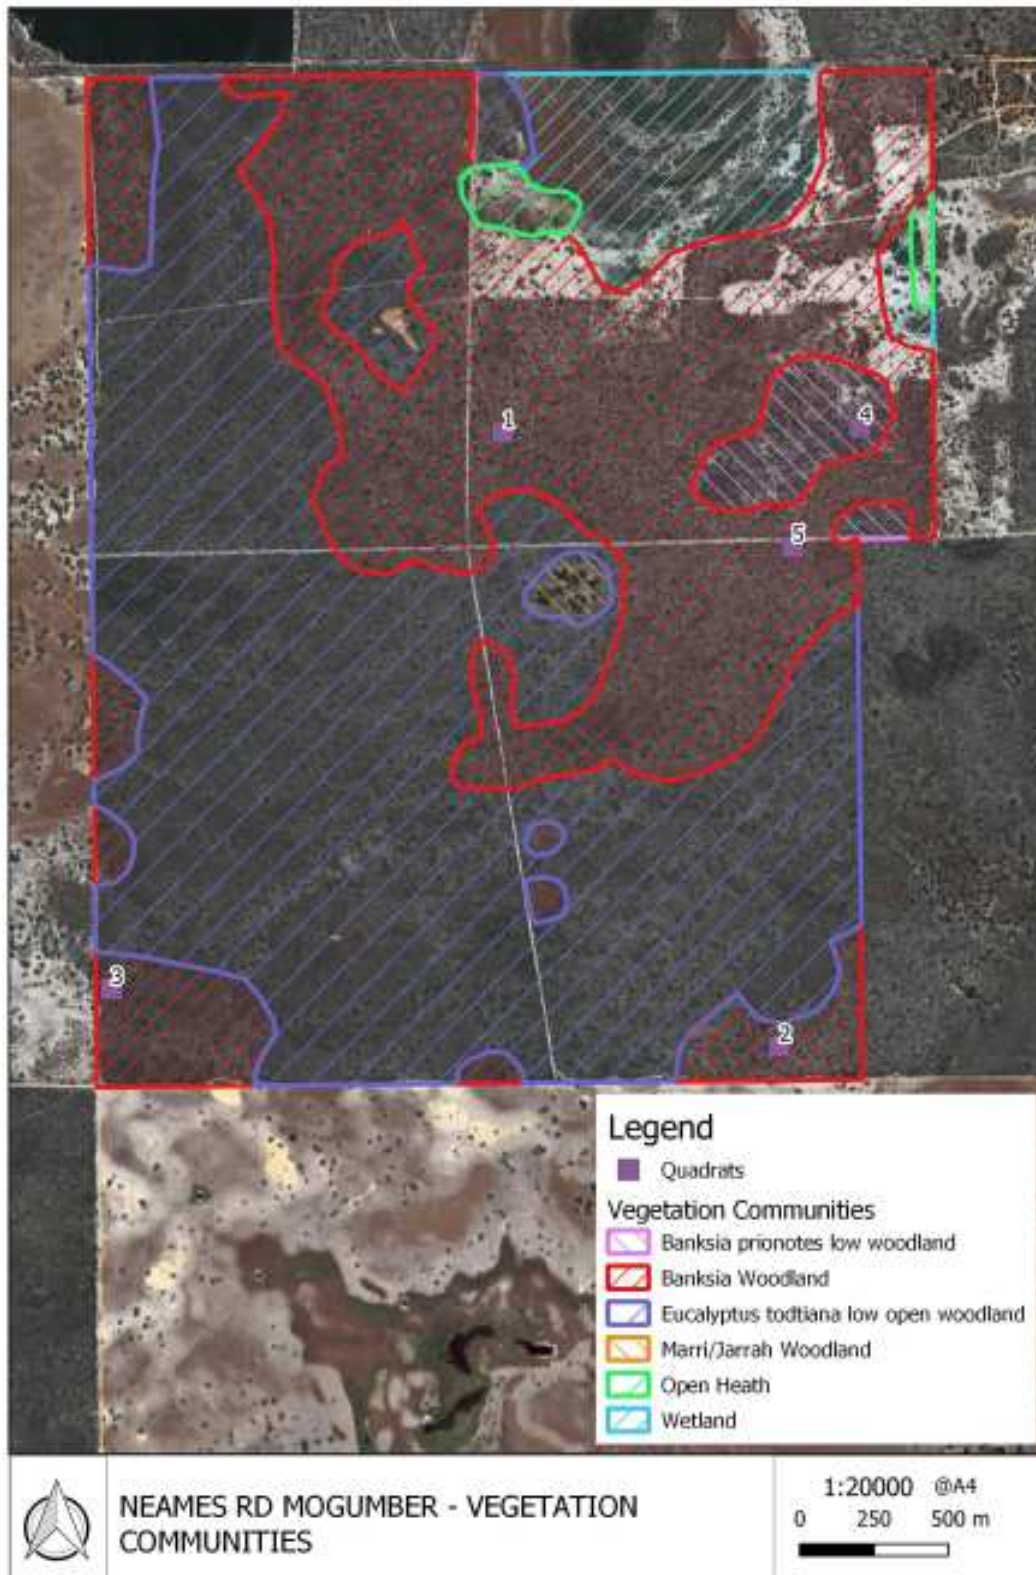 1
4
5
3
2
Legend
Quadrats
Vegetation Communities
Banksia prionotes low woodland
Banksia Woodland
Eucalyptus todtiana low open woodland
Marri/Jarrah Woodland
Open Heath
Wetland
NEAMES RD MOGUMBER - VEGETATION
COMMUNITIES
1:20000 @A4
0 250 500 m